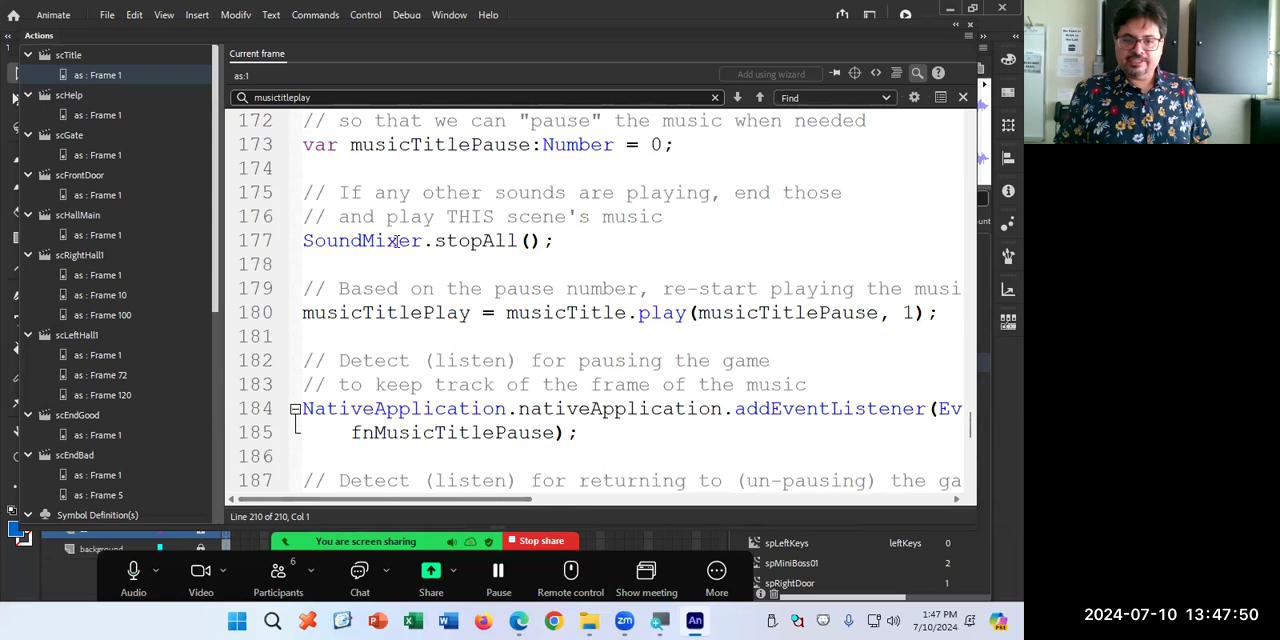 Animate File Edit View Insert Modify Text Commands Control Debug Window Help
Actions
scTitle
as : Frame 1
scHelp
as : Frame 1
scGate
as : Frame 1
scFrontDoor
as : Frame 1
scHallMain
as : Frame 1
scRightHall1
as : Frame 1
as : Frame 10
as : Frame 100
scLeftHall1
as : Frame 1
as : Frame 72
as : Frame 120
scEndGood
as : Frame 1
scEndBad
as : Frame 1
as : Frame 5
Symbol Definition(s)
Current frame
as:1
Add using wizard
musictitleplay
Find
172 // so that we can "pause" the music when needed
173 var musicTitlePause:Number = 0;
174
175 // If any other sounds are playing, end those
176 // and play THIS scene's music
177 SoundMixer.stopAll();
178
179 // Based on the pause number, re-start playing the musi
180 musicTitlePlay = musicTitle.play(musicTitlePause, 1);
181
182 // Detect (listen) for pausing the game
183 // to keep track of the frame of the music
184 NativeApplication.nativeApplication.addEventListener(Ev
185 fnMusicTitlePause);
186
187 // Detect (listen) for returning to (un-pausing) the ga
Line 210 of 210, Col 1
background
You are screen sharing
Stop share
spLeftKeys leftKeys 0
spMiniBoss01 2
spRightDoor 1
6
Audio Video Participants Chat Share Pause Remote control Show meeting More
1:47 PM
7/10/2024
2024-07-10 13:47:50